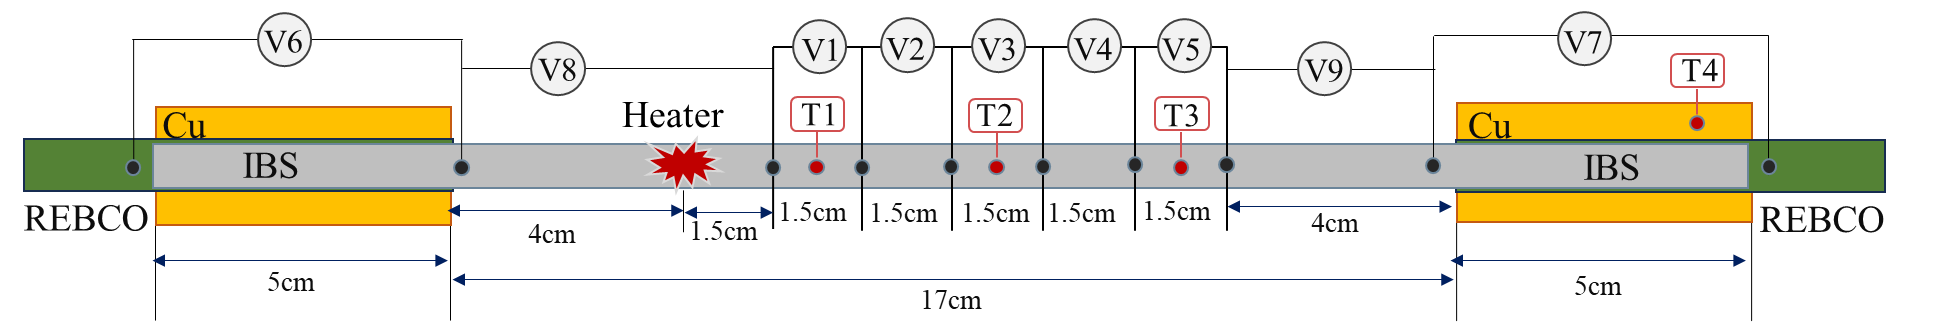 V6
V8
V1
V2
V3
V4
V5
V9
V7
T4
Heater
T1
T2
T3
Cu
Cu
IBS
IBS
REBCO
REBCO
4cm
1.5cm
1.5cm
1.5cm
1.5cm
1.5cm
1.5cm
4cm
5cm
17cm
5cm